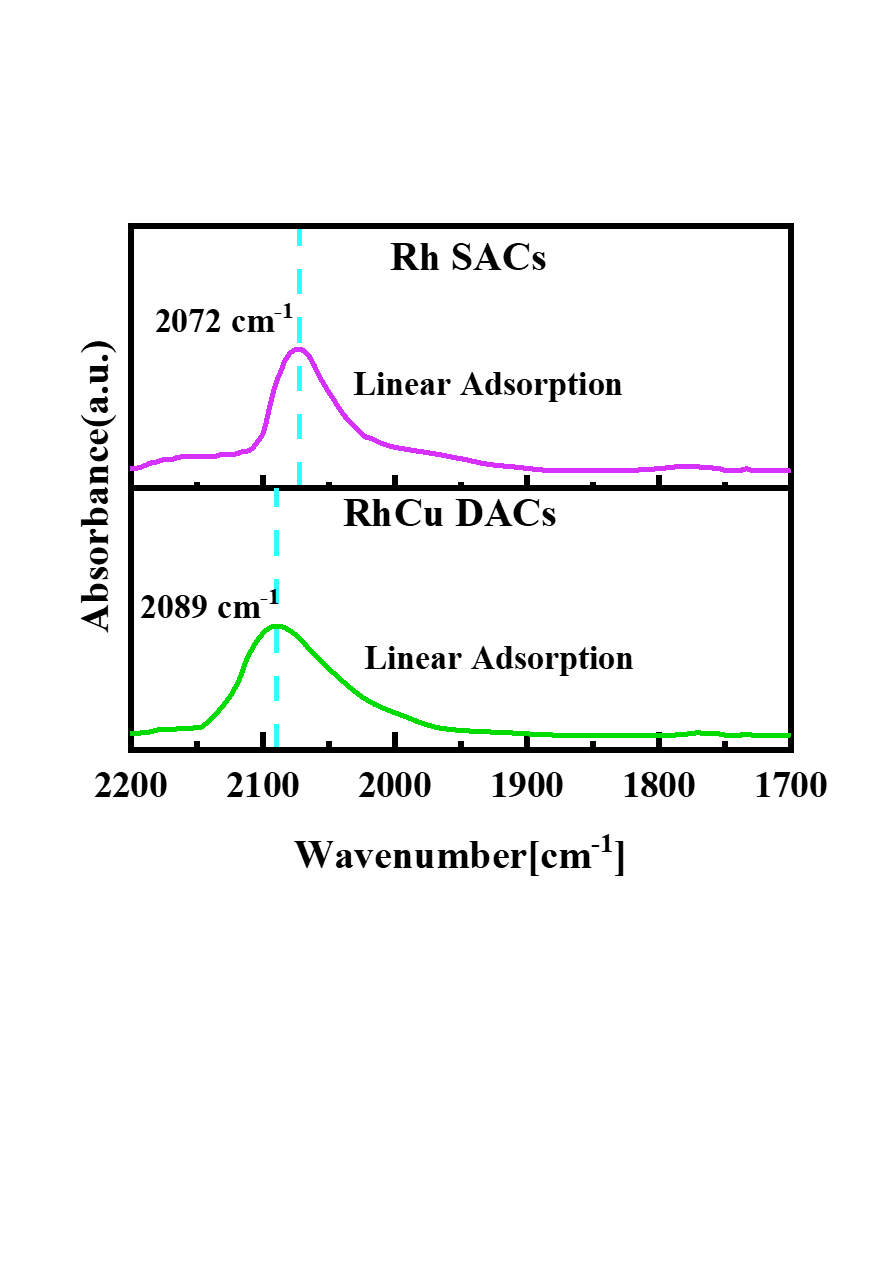 Rh SACs
2072 cm⁻¹
Linear Adsorption
RhCu DACs
2089 cm⁻¹
Linear Adsorption
Absorbance(a.u.)
2200 2100 2000 1900 1800 1700
Wavenumber[cm⁻¹]